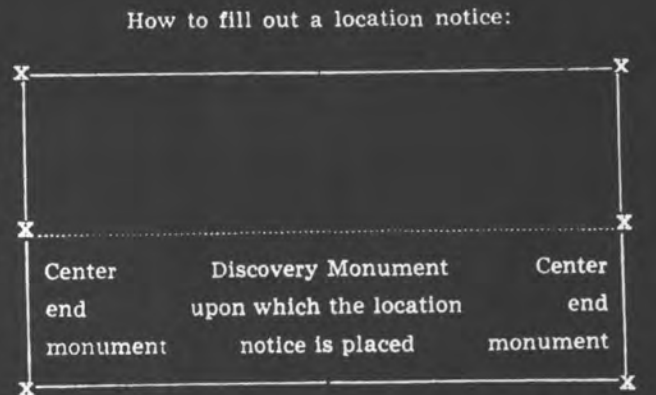 How to fill out a location notice:
X X
X X
Center Discovery Monument Center
end upon which the location end
monument notice is placed monument
X X